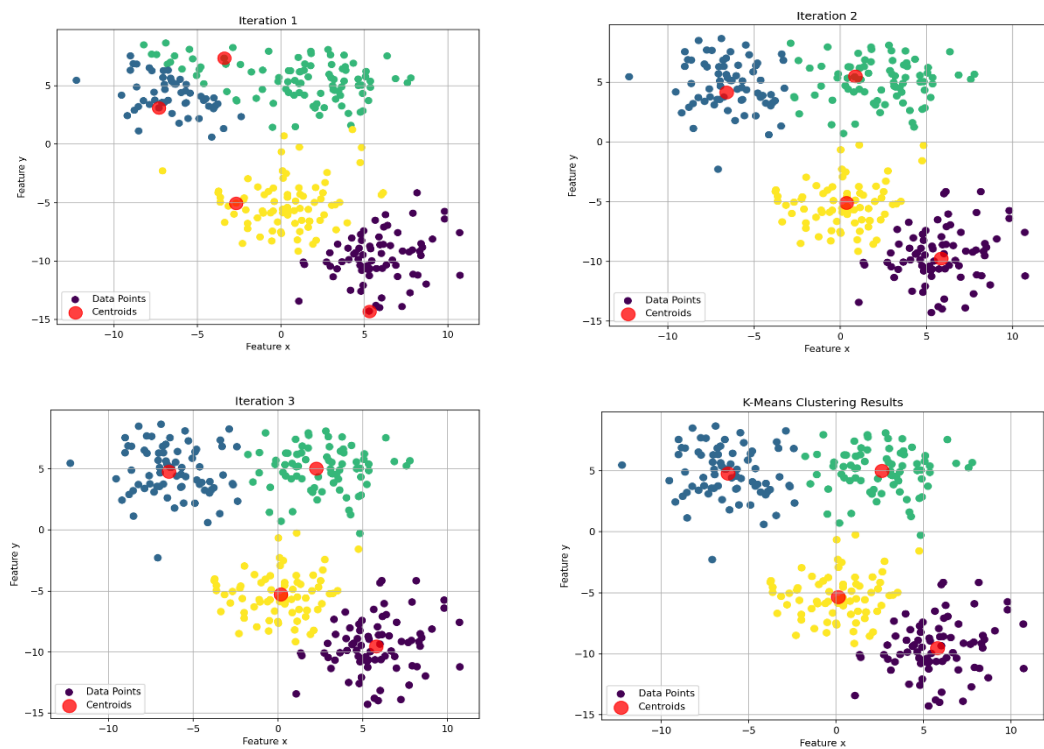 Iteration 1
Feature y
5
0
−5
−10
−15
−10
−5
0
5
10
Feature x
Data Points
Centroids
Iteration 2
Feature y
5
0
−5
−10
−15
−10
−5
0
5
10
Feature x
Data Points
Centroids
Iteration 3
Feature y
5
0
−5
−10
−15
−10
−5
0
5
10
Feature x
Data Points
Centroids
K-Means Clustering Results
Feature y
5
0
−5
−10
−15
−10
−5
0
5
10
Feature x
Data Points
Centroids